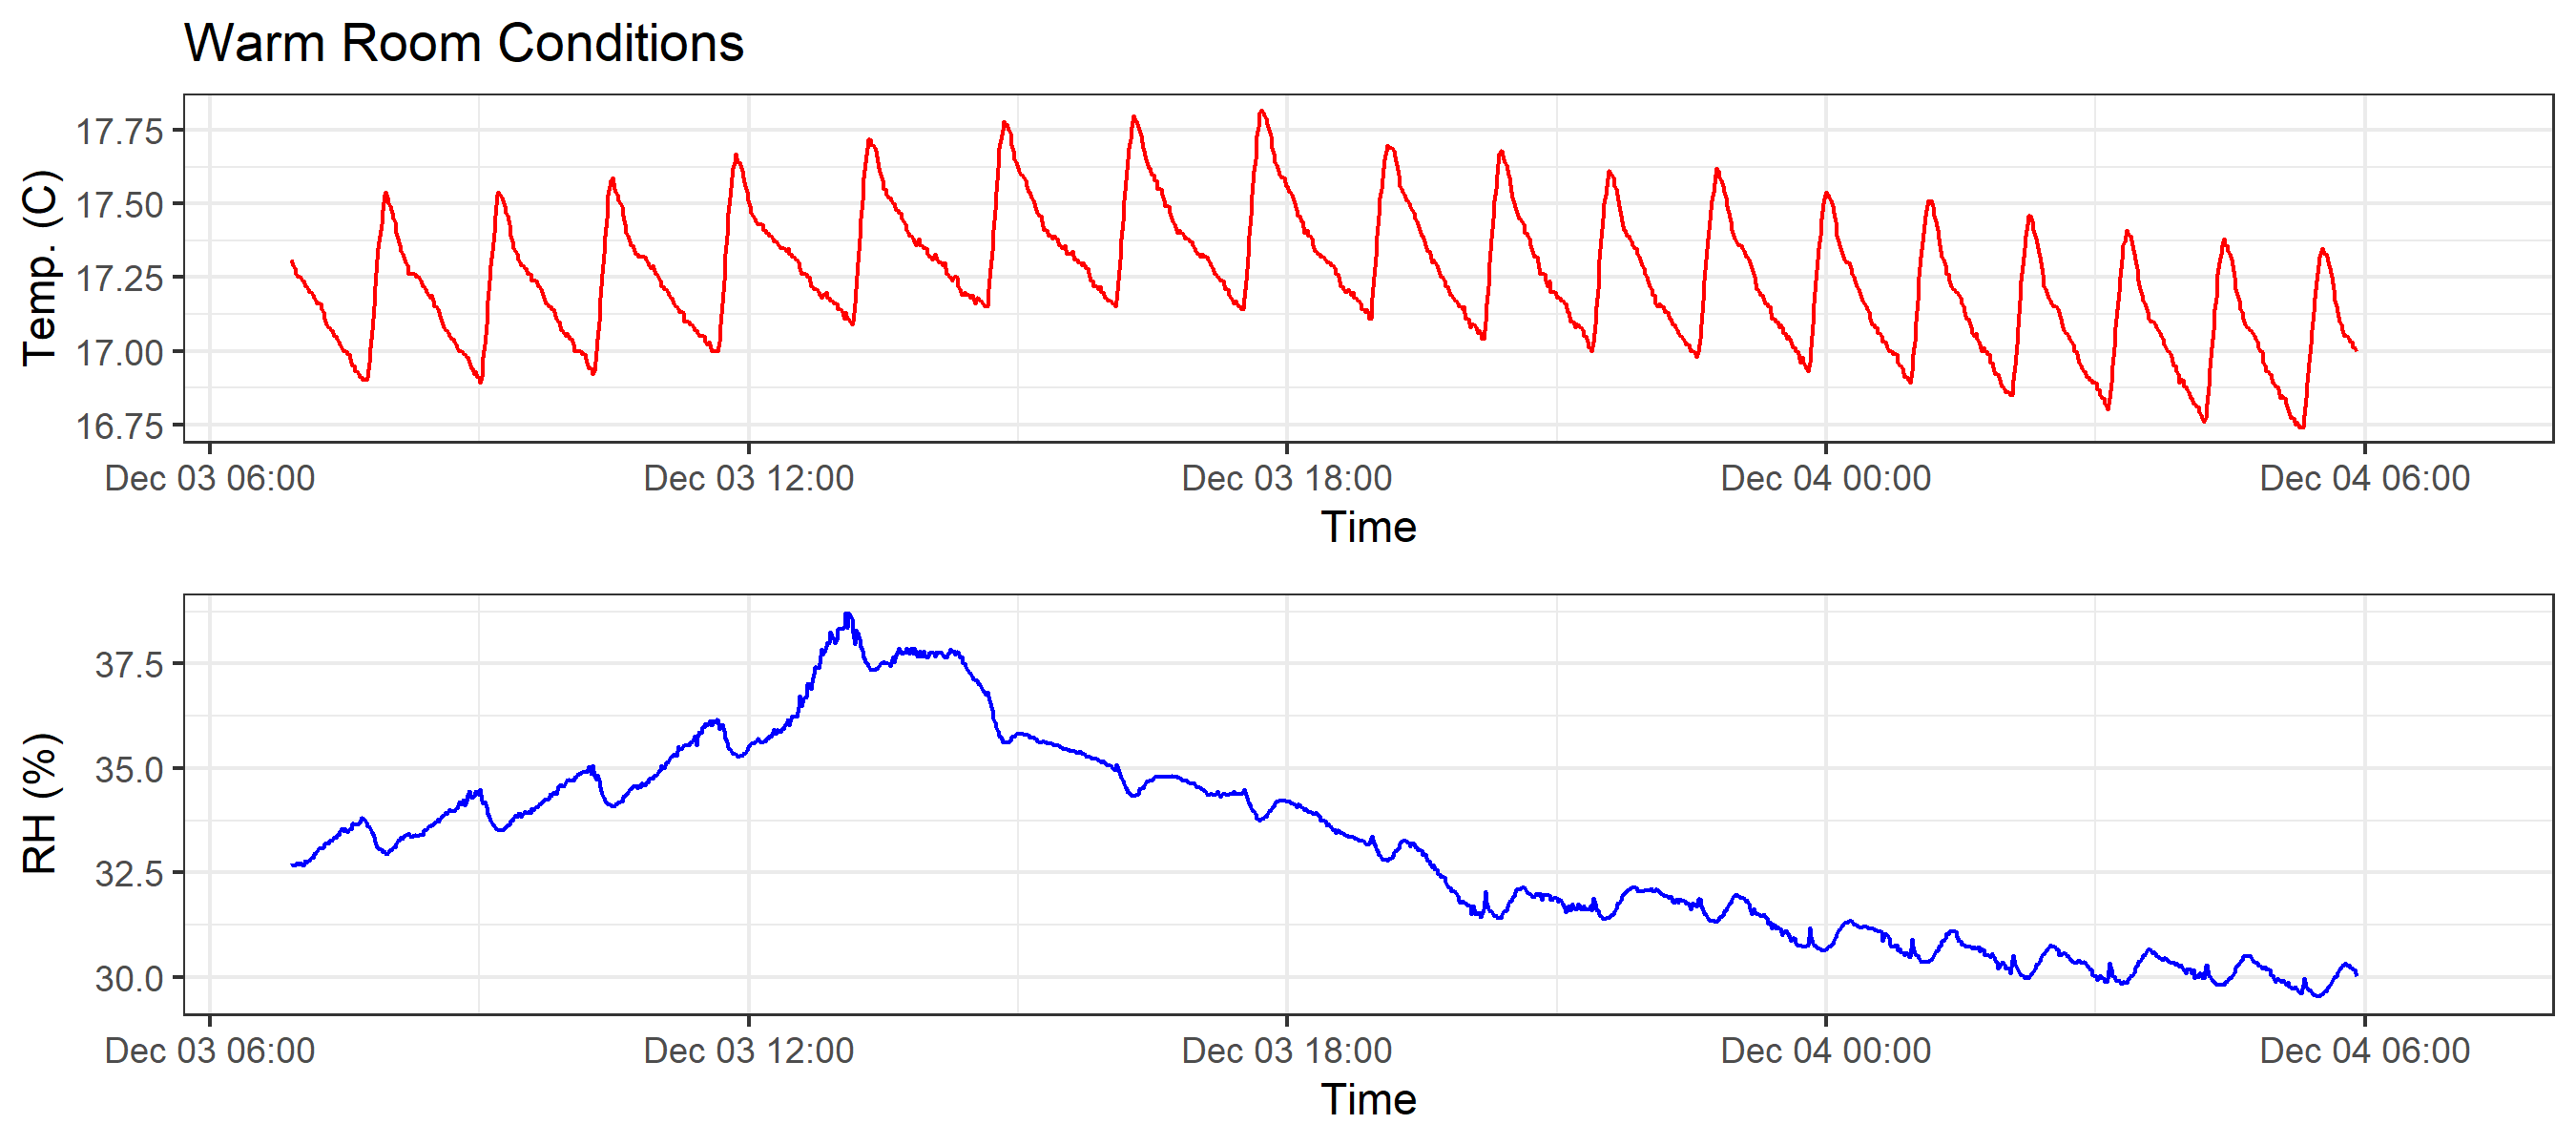 Warm Room Conditions
Temp. (C)
17.75
17.50
17.25
17.00
16.75
Dec 03 06:00 Dec 03 12:00 Dec 03 18:00 Dec 04 00:00 Dec 04 06:00
Time
RH (%)
37.5
35.0
32.5
30.0
Dec 03 06:00 Dec 03 12:00 Dec 03 18:00 Dec 04 00:00 Dec 04 06:00
Time